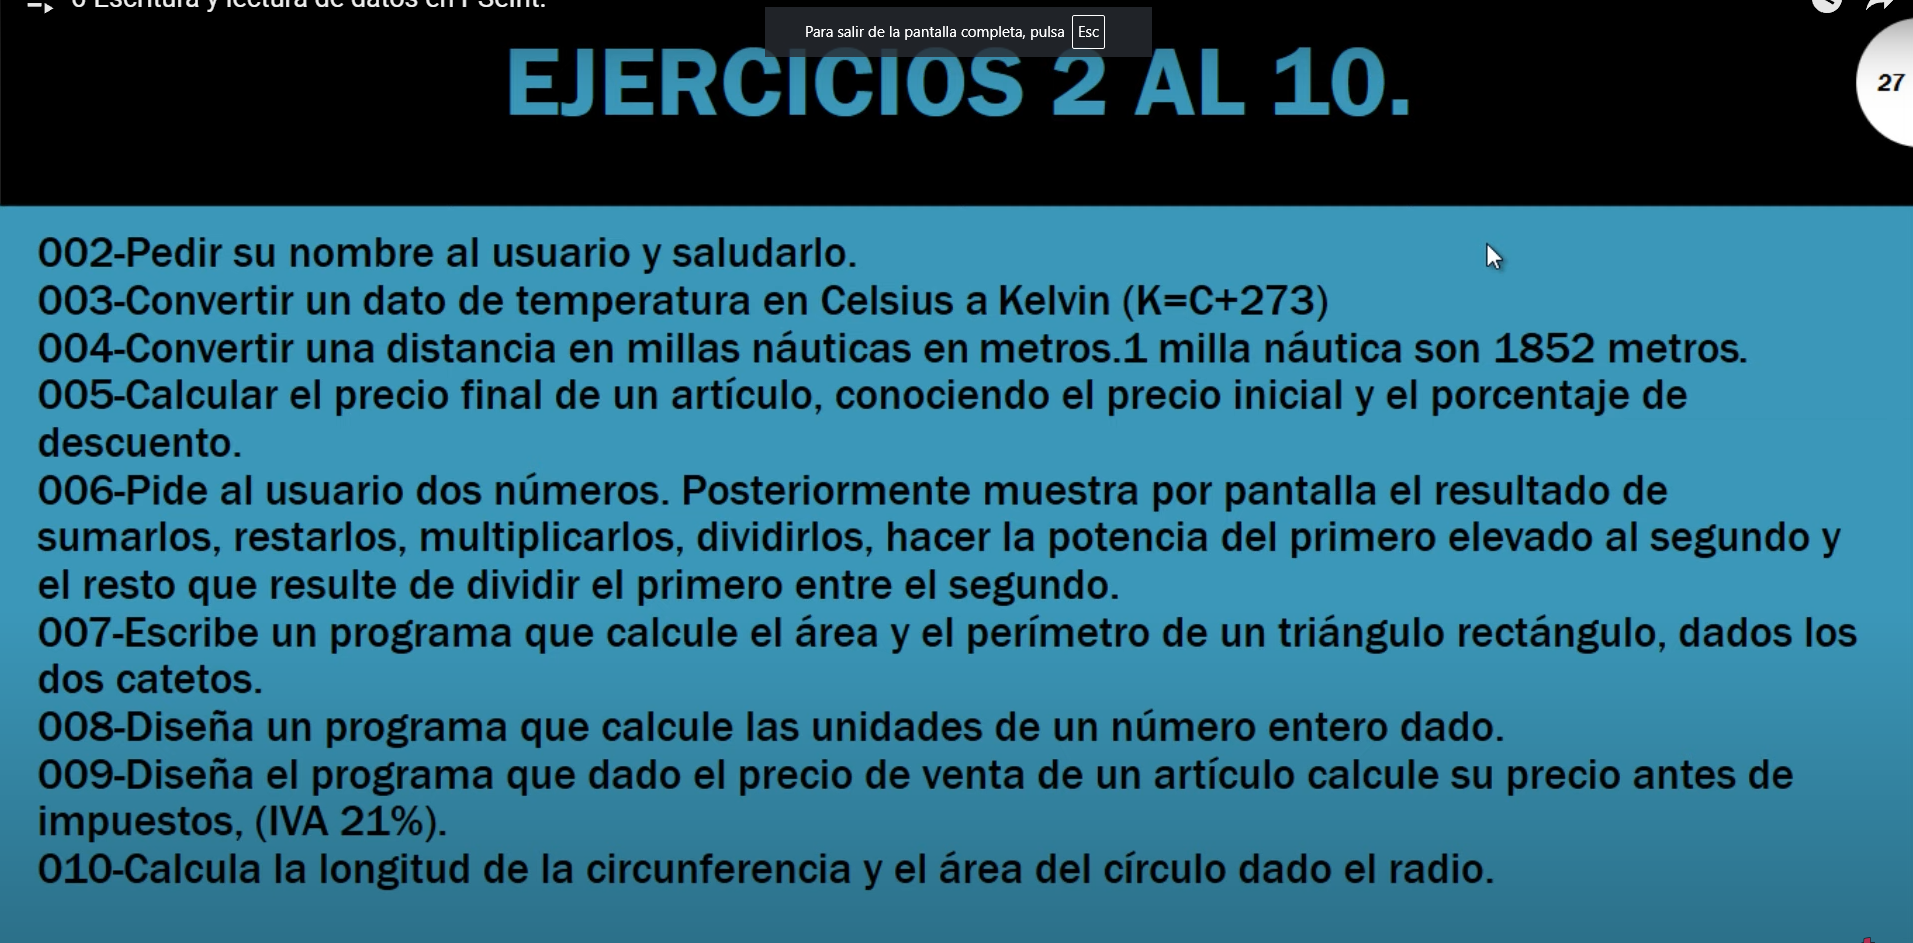 6 Escritura y lectura de datos en PSeInt.
Para salir de la pantalla completa, pulsa Esc
EJERCICIOS 2 AL 10.
27
002-Pedir su nombre al usuario y saludarlo.
003-Convertir un dato de temperatura en Celsius a Kelvin (K=C+273)
004-Convertir una distancia en millas náuticas en metros.1 milla náutica son 1852 metros.
005-Calcular el precio final de un artículo, conociendo el precio inicial y el porcentaje de
descuento.
006-Pide al usuario dos números. Posteriormente muestra por pantalla el resultado de
sumarlos, restarlos, multiplicarlos, dividirlos, hacer la potencia del primero elevado al segundo y
el resto que resulte de dividir el primero entre el segundo.
007-Escribe un programa que calcule el área y el perímetro de un triángulo rectángulo, dados los
dos catetos.
008-Diseña un programa que calcule las unidades de un número entero dado.
009-Diseña el programa que dado el precio de venta de un artículo calcule su precio antes de
impuestos, (IVA 21%).
010-Calcula la longitud de la circunferencia y el área del círculo dado el radio.